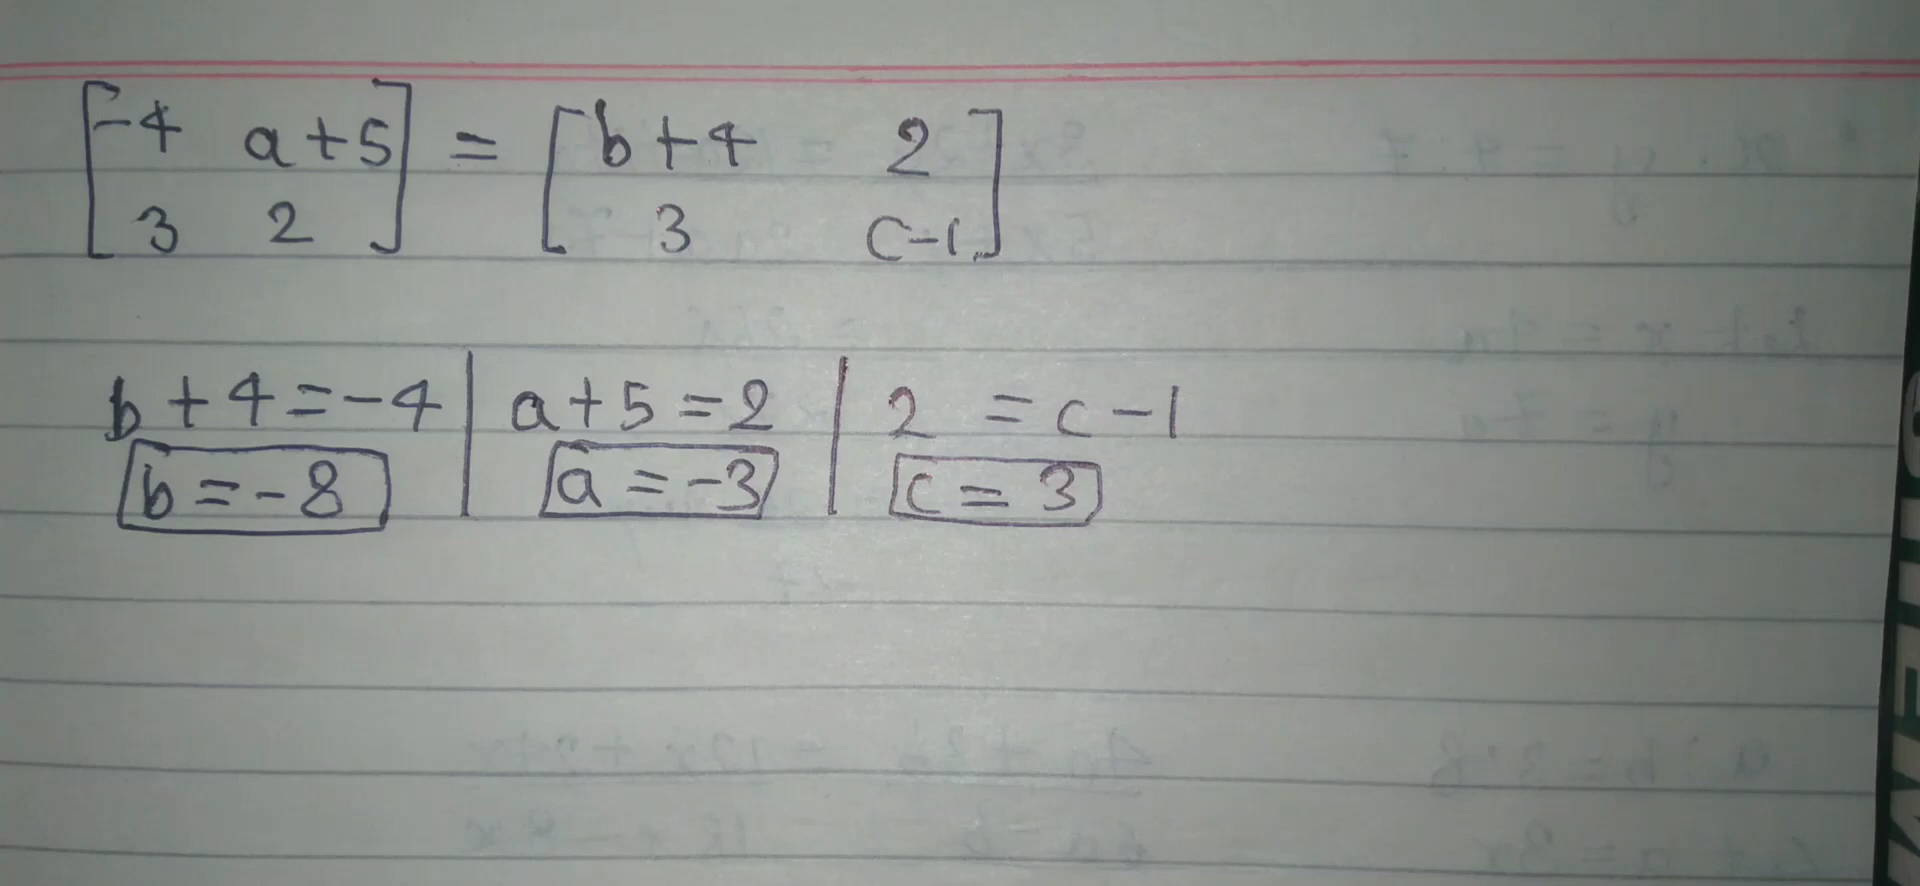 [-4 a+5] = [b+4 2]
[3 2] [3 c-1]
b+4=-4 | a+5=2 | 2 = c-1
b=-8 | a=-3 | c=3